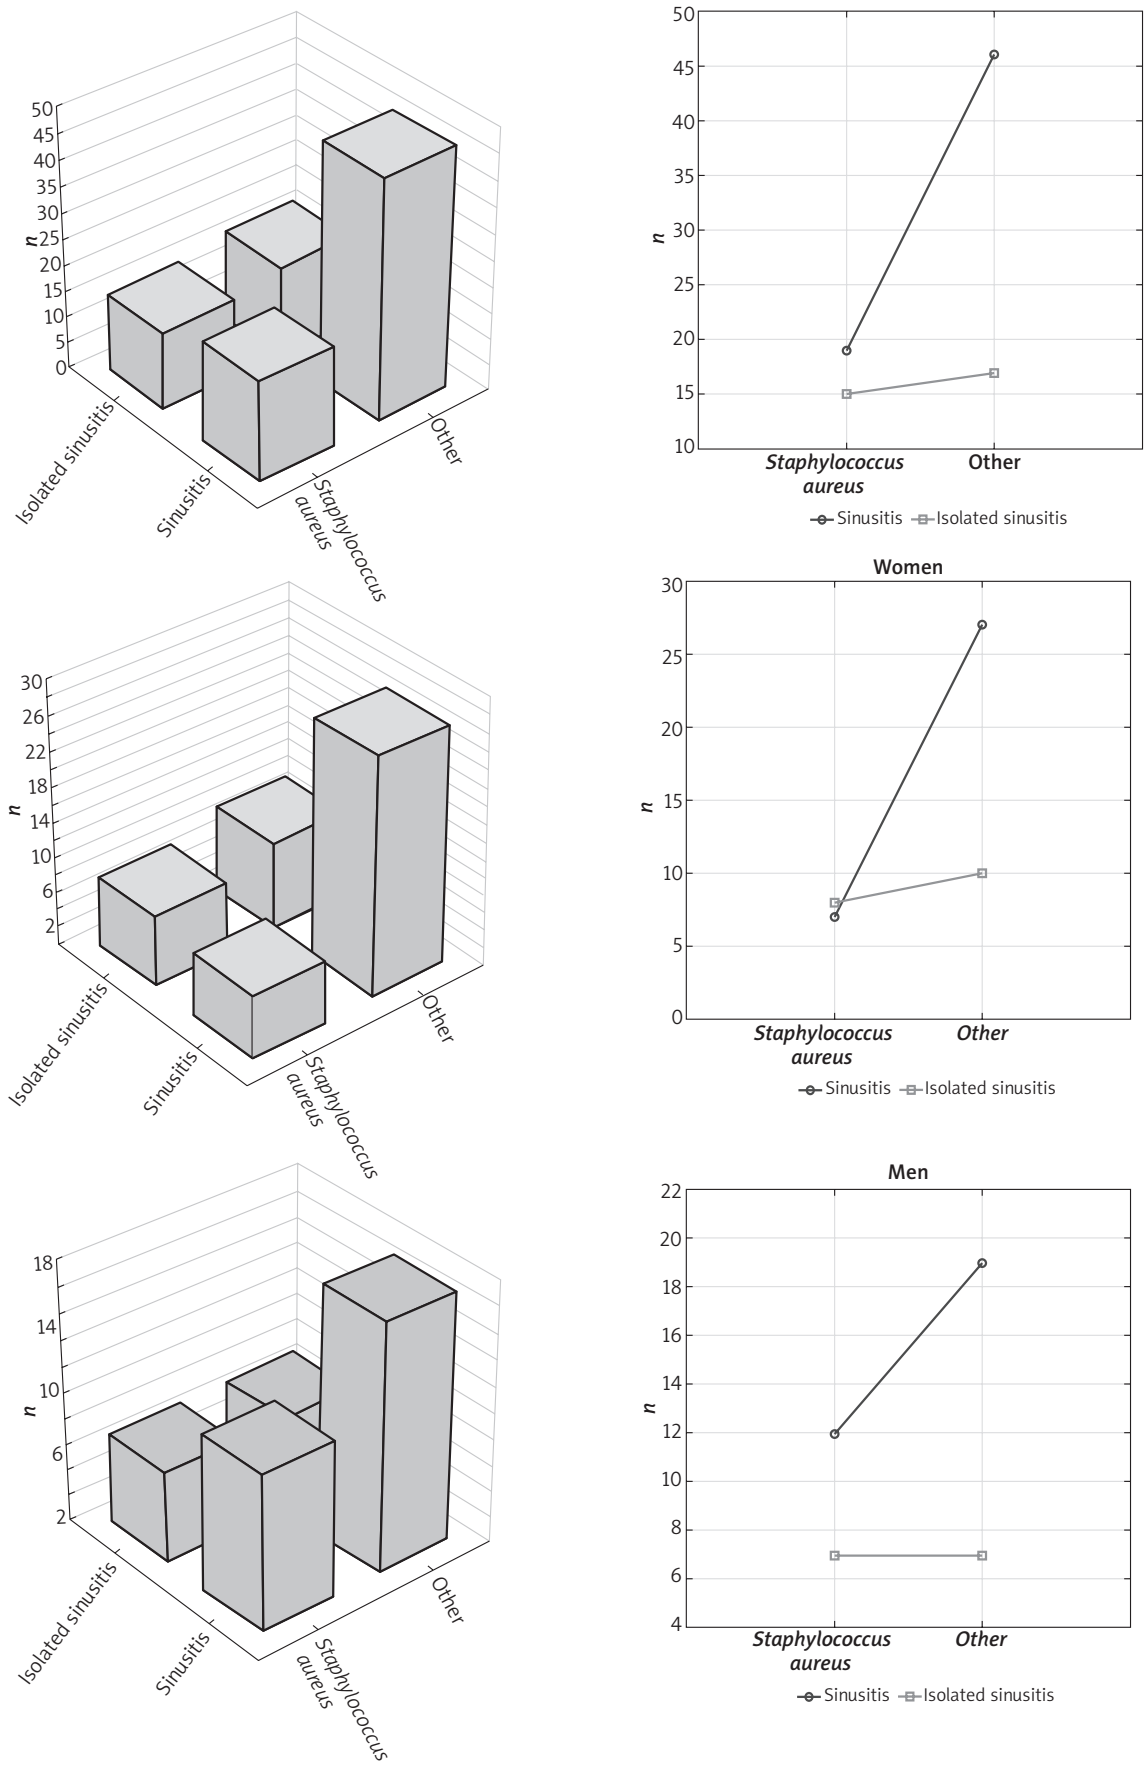 50
45
40
35
30
25
20
15
10
5
0
n
Isolated sinusitis
Sinusitis
Staphylococcus
aureus
Other
50
45
40
35
30
25
20
15
10
n
Staphylococcus
aureus
Other
Sinusitis Isolated sinusitis
30
26
22
18
14
10
6
2
n
Isolated sinusitis
Sinusitis
Staphylococcus
aureus
Other
Women
30
25
20
15
10
5
0
n
Staphylococcus
aureus
Other
Sinusitis Isolated sinusitis
18
14
10
6
2
n
Isolated sinusitis
Sinusitis
Staphylococcus
aureus
Other
Men
22
20
18
16
14
12
10
8
6
4
n
Staphylococcus
aureus
Other
Sinusitis Isolated sinusitis